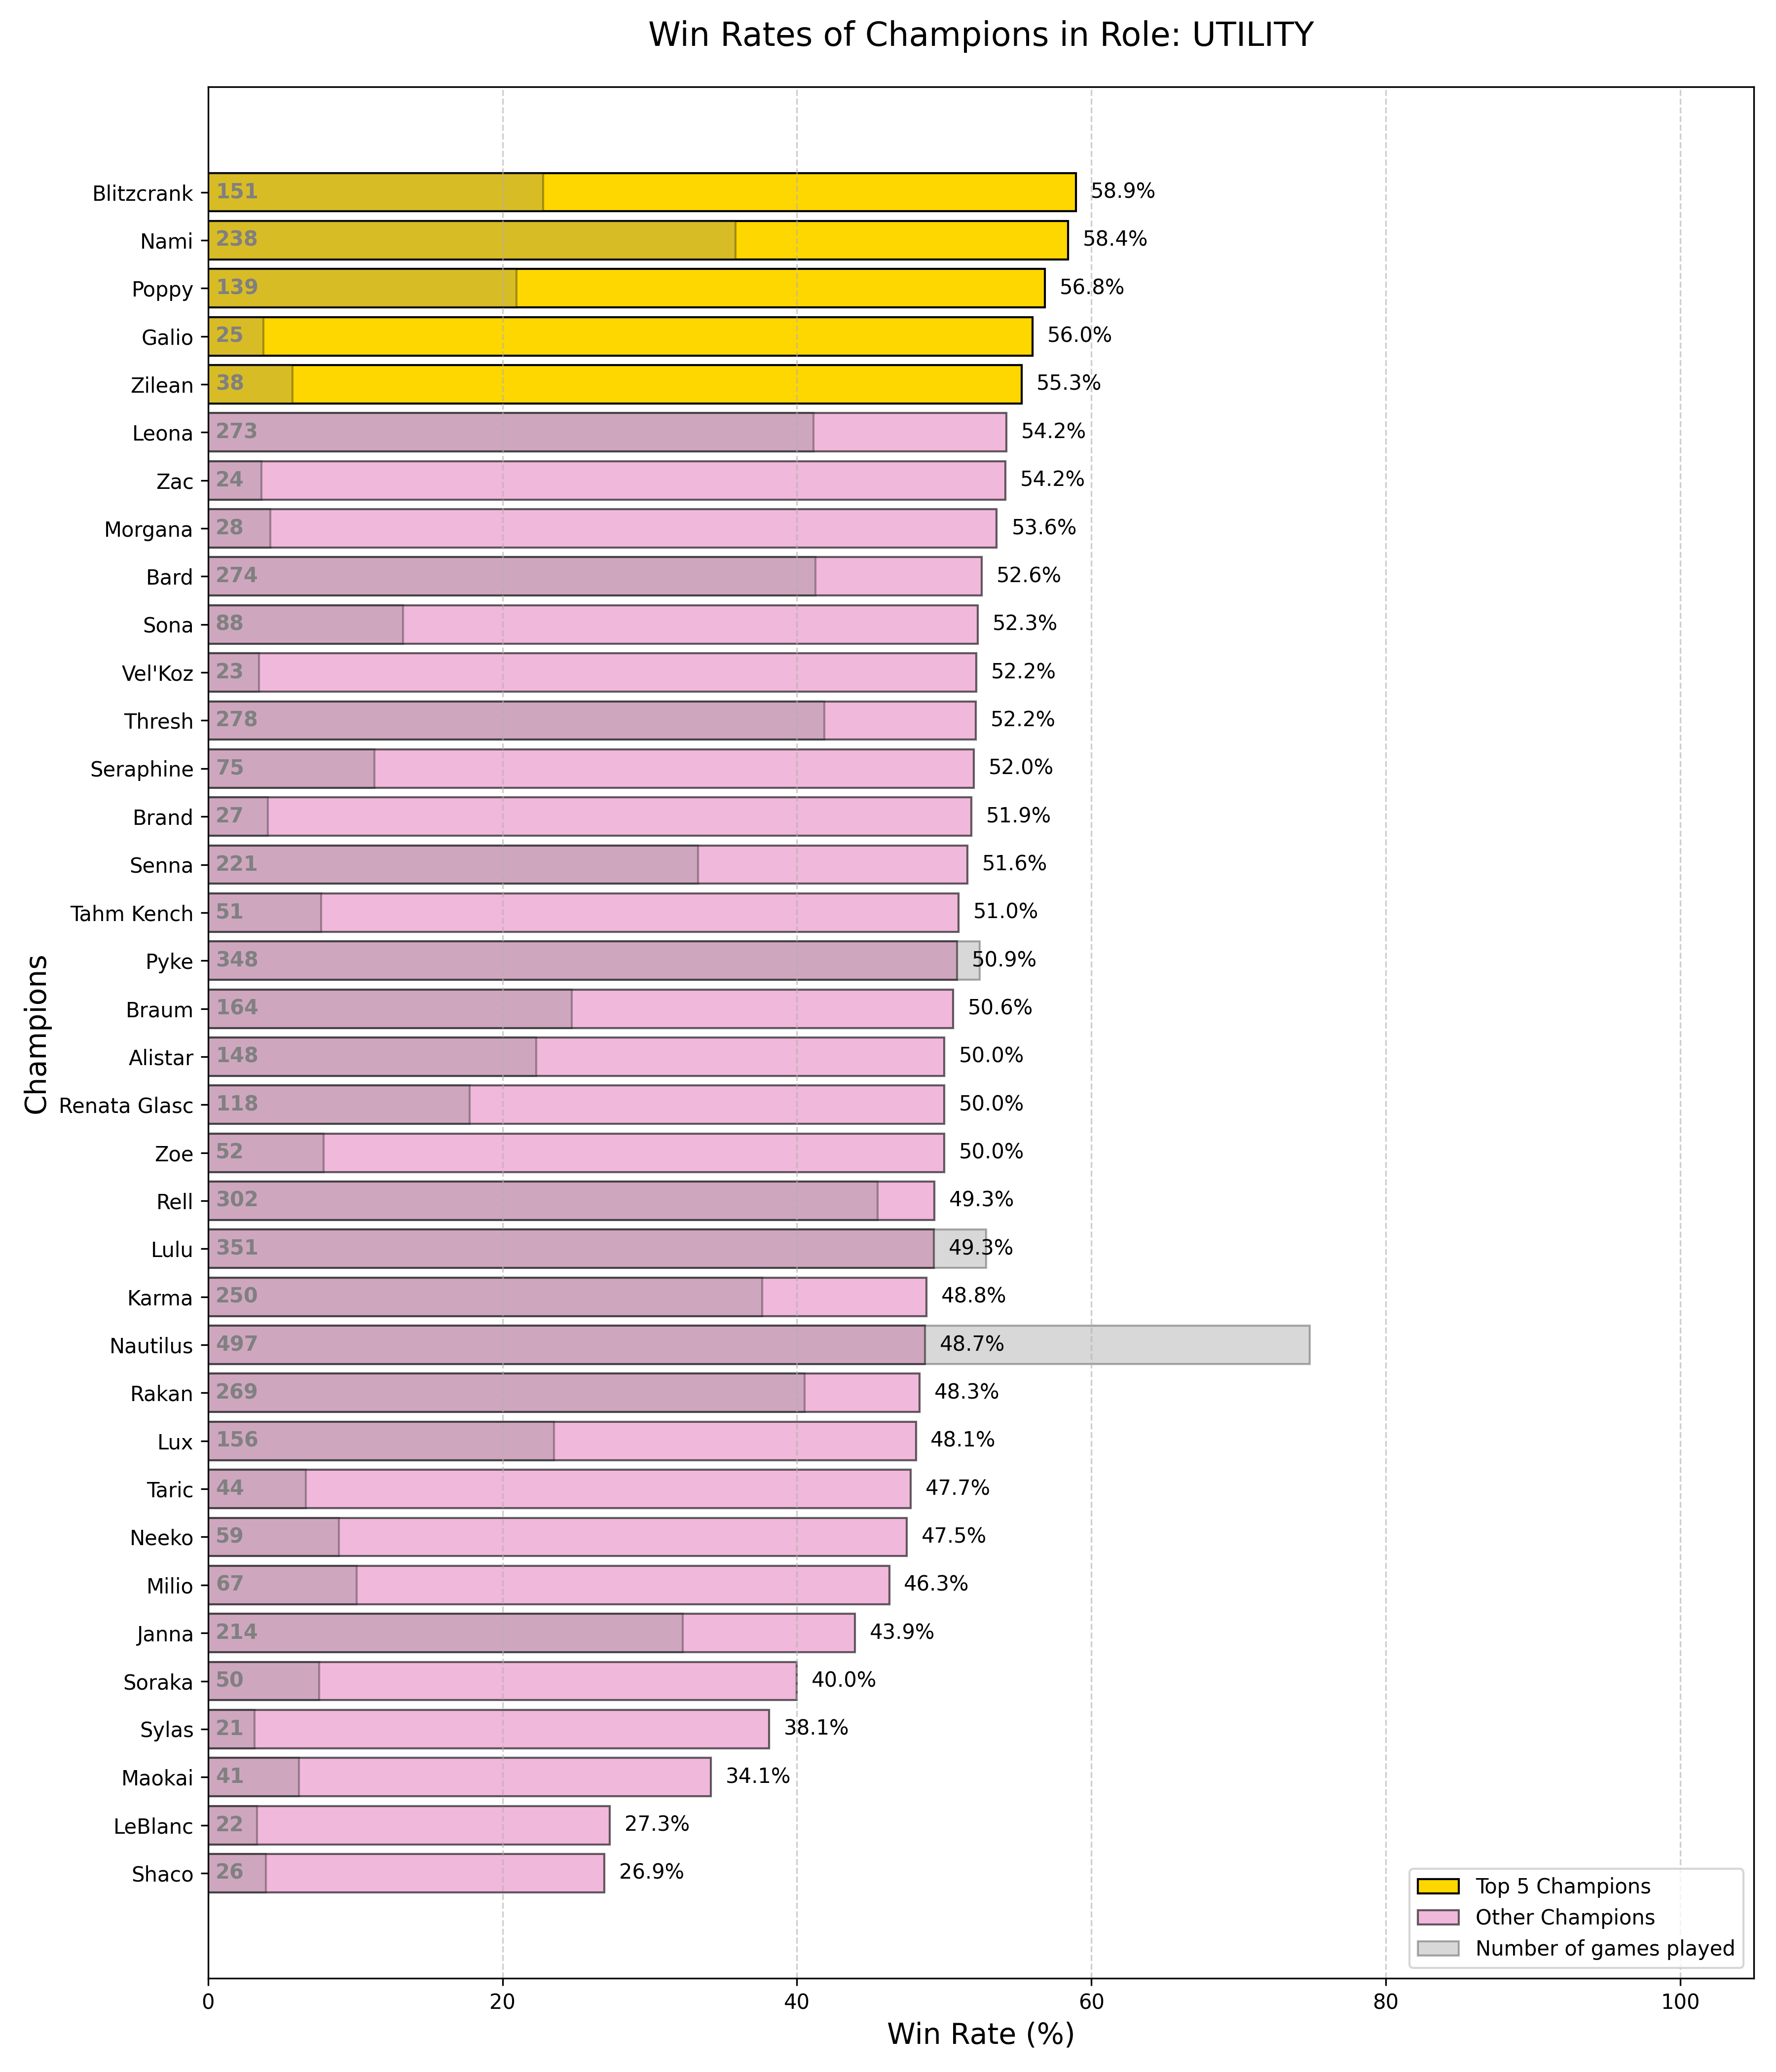 Win Rates of Champions in Role: UTILITY
Champions
Blitzcrank 151 58.9%
Nami 238 58.4%
Poppy 139 56.8%
Galio 25 56.0%
Zilean 38 55.3%
Leona 273 54.2%
Zac 24 54.2%
Morgana 28 53.6%
Bard 274 52.6%
Sona 88 52.3%
Vel'Koz 23 52.2%
Thresh 278 52.2%
Seraphine 75 52.0%
Brand 27 51.9%
Senna 221 51.6%
Tahm Kench 51 51.0%
Pyke 348 50.9%
Braum 164 50.6%
Alistar 148 50.0%
Renata Glasc 118 50.0%
Zoe 52 50.0%
Rell 302 49.3%
Lulu 351 49.3%
Karma 250 48.8%
Nautilus 497 48.7%
Rakan 269 48.3%
Lux 156 48.1%
Taric 44 47.7%
Neeko 59 47.5%
Milio 67 46.3%
Janna 214 43.9%
Soraka 50 40.0%
Sylas 21 38.1%
Maokai 41 34.1%
LeBlanc 22 27.3%
Shaco 26 26.9%
Top 5 Champions
Other Champions
Number of games played
0 20 40 60 80 100
Win Rate (%)